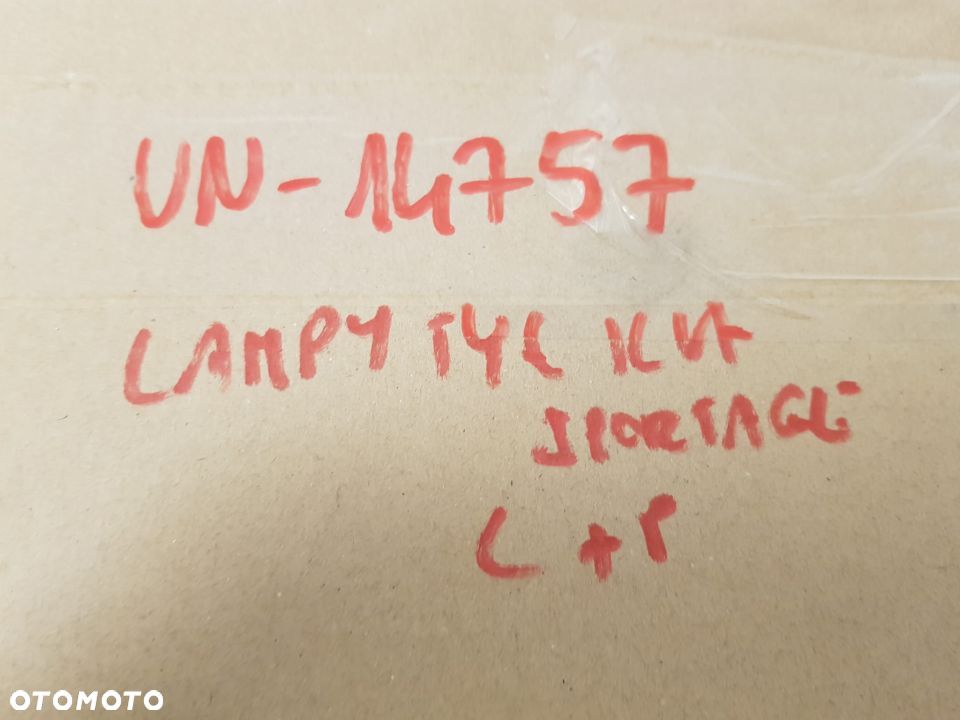 UN-14757
LAMPY TYŁ KIA
SPORTAGE
L+P
OTOMOTO